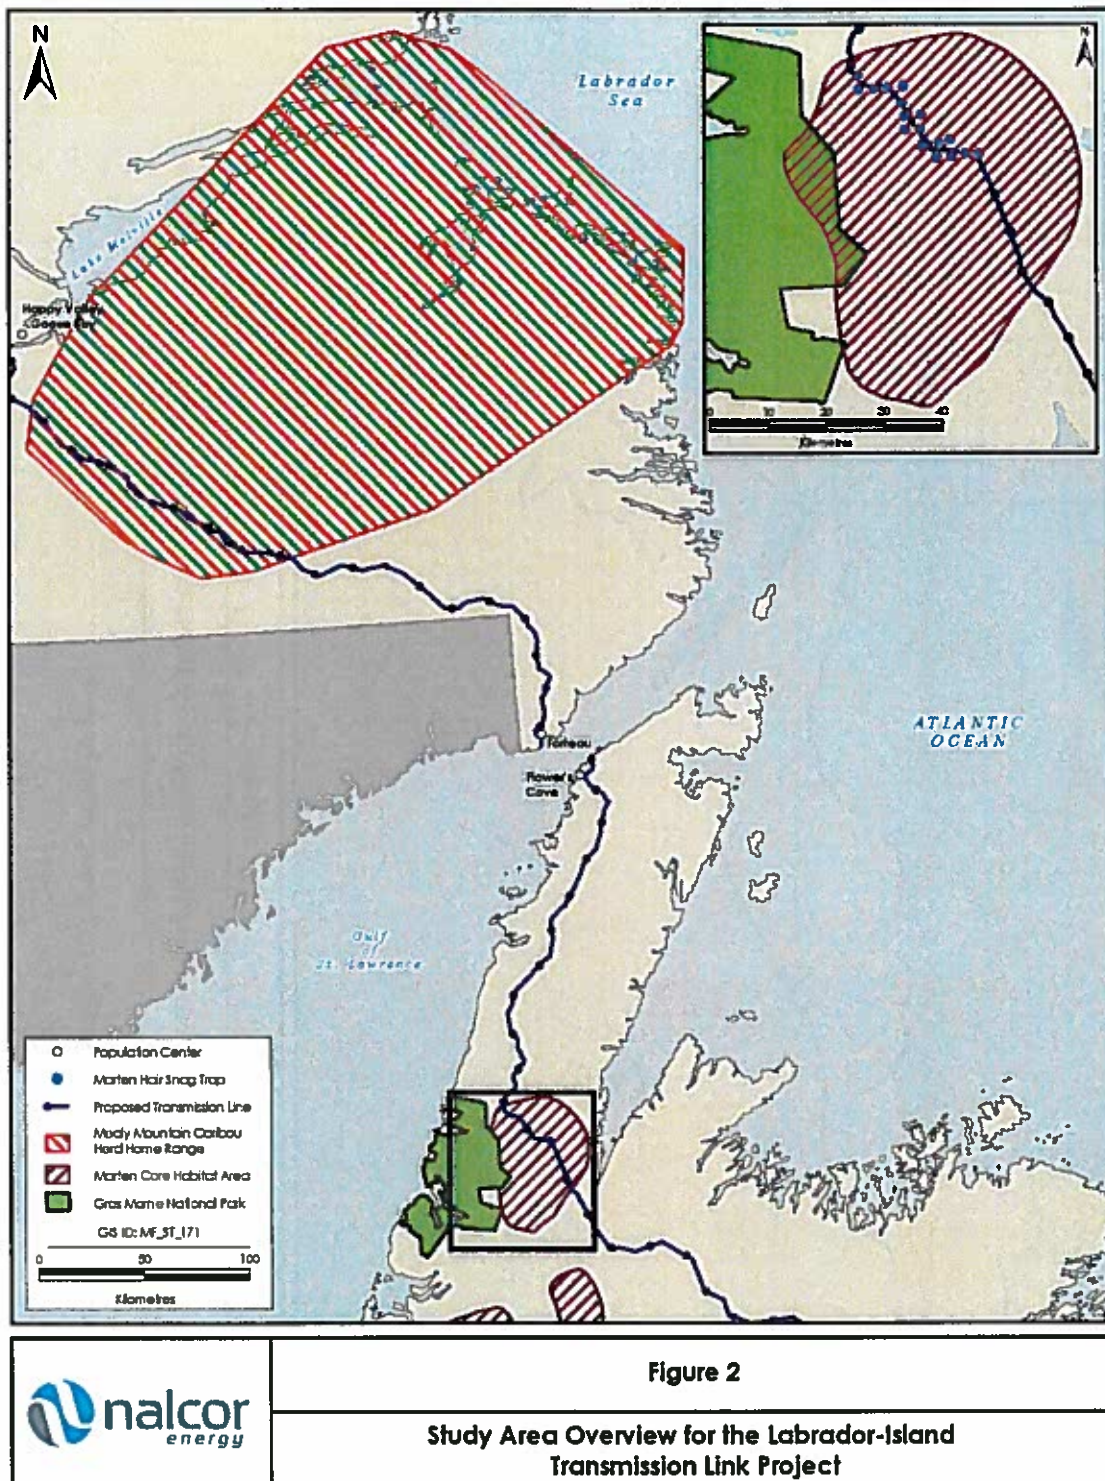 N
Labrador
Sea
N
Lake Melville
Happy Valley
Goose Bay
0 10 20 30 40
Kilometres
ATLANTIC
OCEAN
Forteau
Flower's
Cove
Gulf
of
St. Lawrence
Population Center
Marten Hair Snag Trap
Proposed Transmission Line
Mealy Mountain Caribou
Herd Home Range
Marten Core Habitat Area
Gros Morne National Park
GIS ID: MF_ST_171
0 50 100
Kilometres
nalcor
energy
Figure 2
Study Area Overview for the Labrador-Island
Transmission Link Project